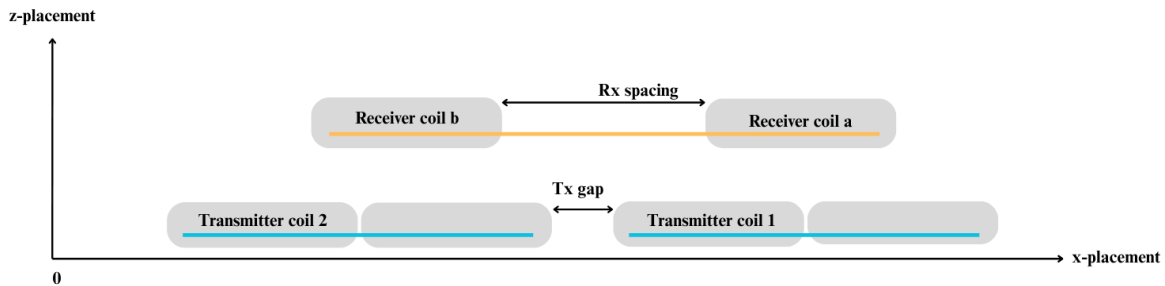 z-placement
Rx spacing
Receiver coil b
Receiver coil a
Tx gap
Transmitter coil 2
Transmitter coil 1
x-placement
0